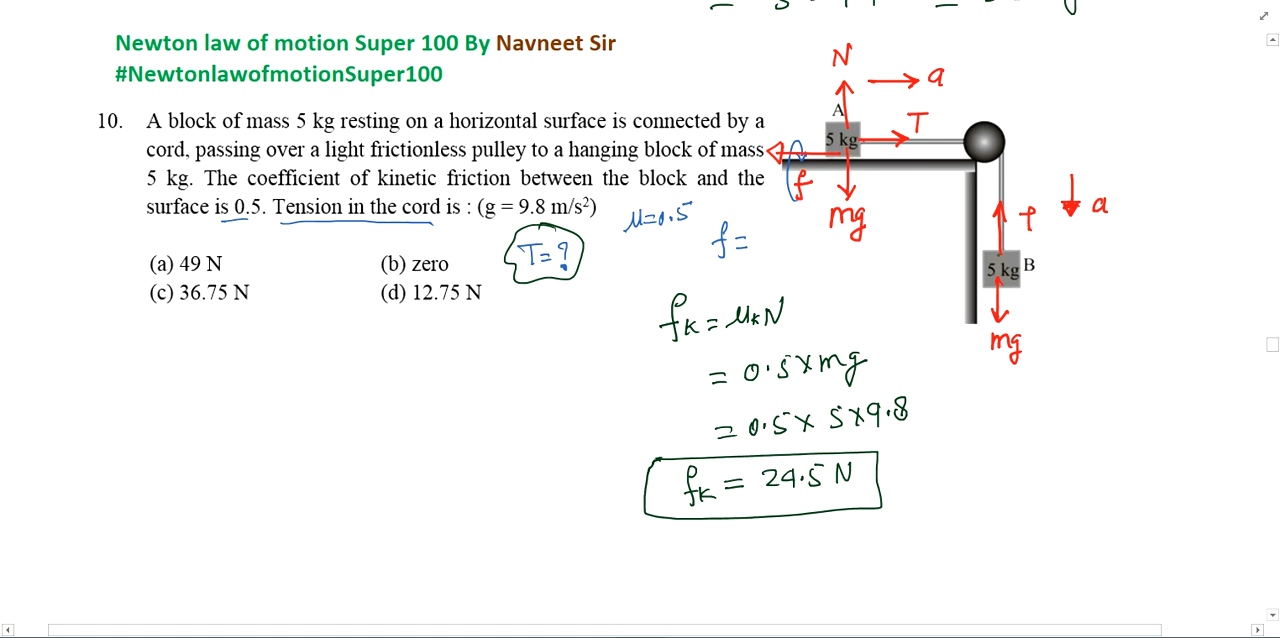 Newton law of motion Super 100 By Navneet Sir
#NewtonlawofmotionSuper100
10. A block of mass 5 kg resting on a horizontal surface is connected by a
cord, passing over a light frictionless pulley to a hanging block of mass
5 kg. The coefficient of kinetic friction between the block and the
surface is 0.5. Tension in the cord is : (g = 9.8 m/s²)
(a) 49 N (b) zero
(c) 36.75 N (d) 12.75 N
T = ?
μ=0.5
f =
N
a
A
5 kg
T
f
mg
T
a
5 kg B
mg
fK = μkN
= 0.5 × mg
= 0.5 × 5×9.8
fK = 24.5 N